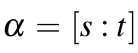 α = [s : t]